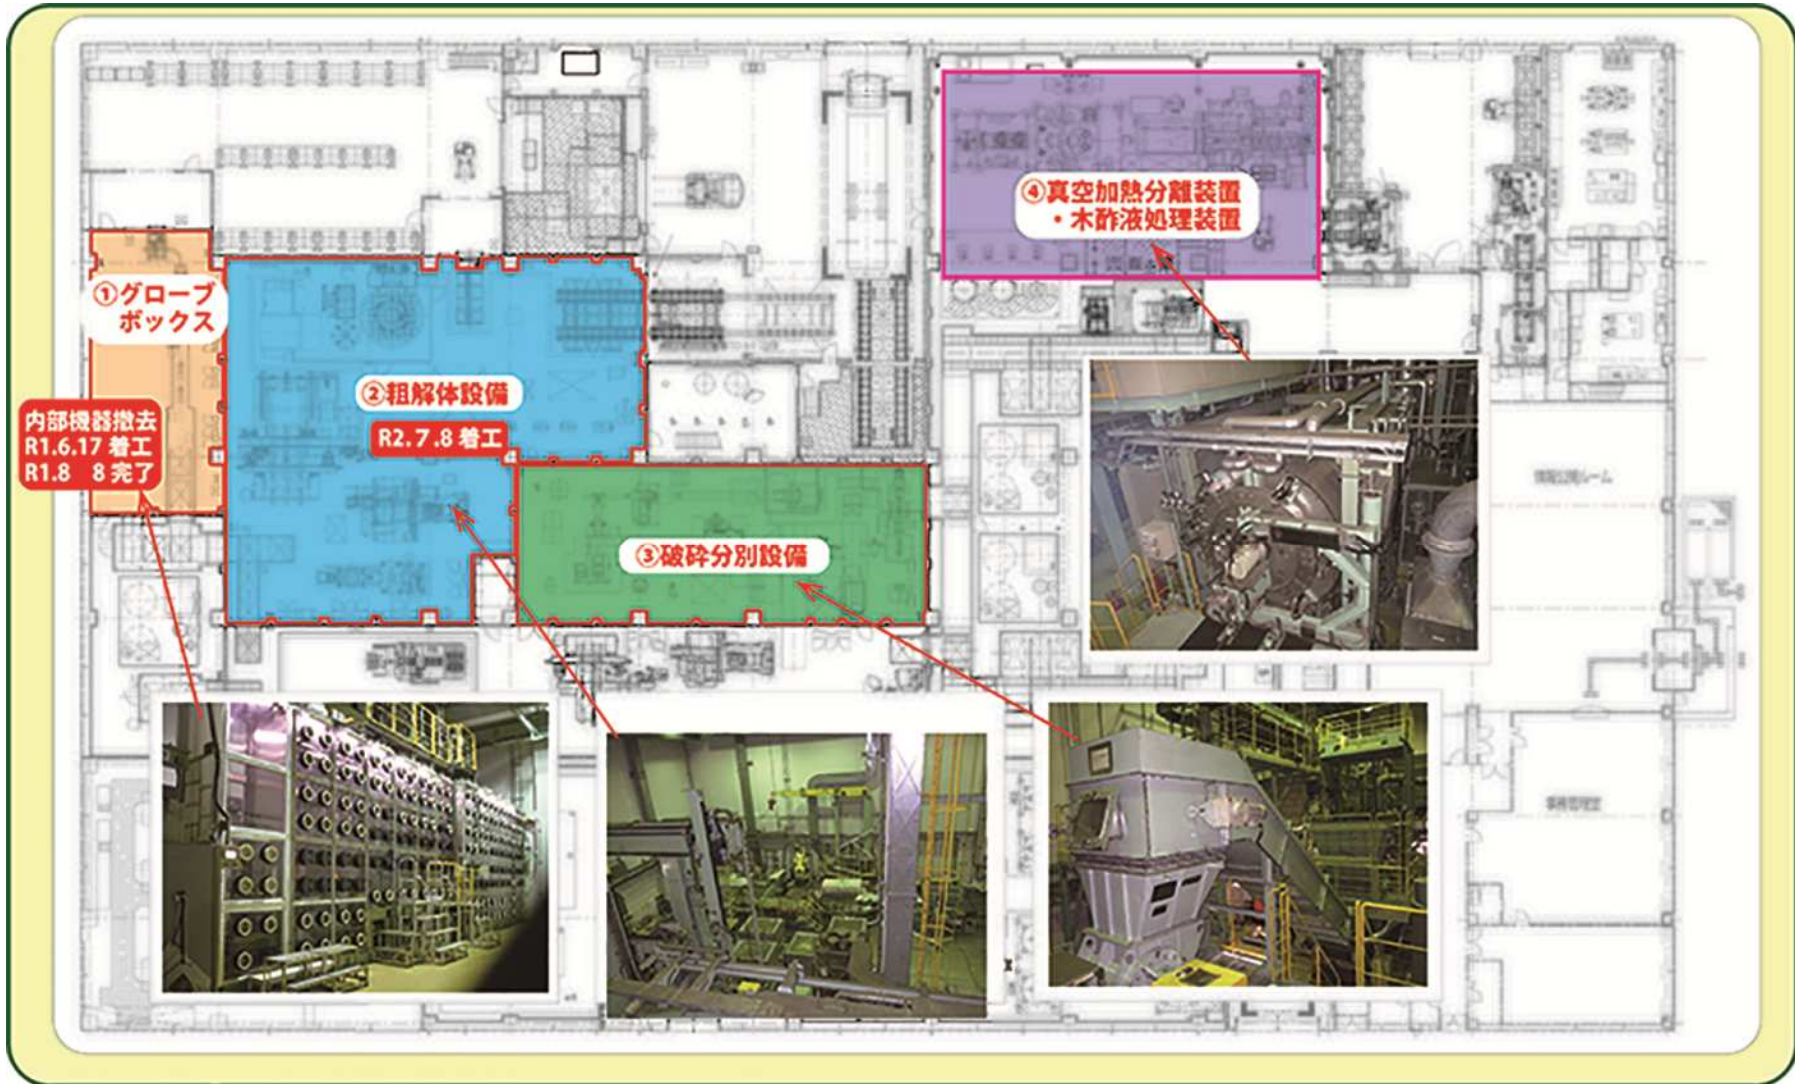 ①グローブ
ボックス
内部機器撤去
R1.6.17 着工
R1.8 8 完了
②粗解体設備
R2.7.8 着工
③破砕分別設備
④真空加熱分離装置
・木酢液処理装置